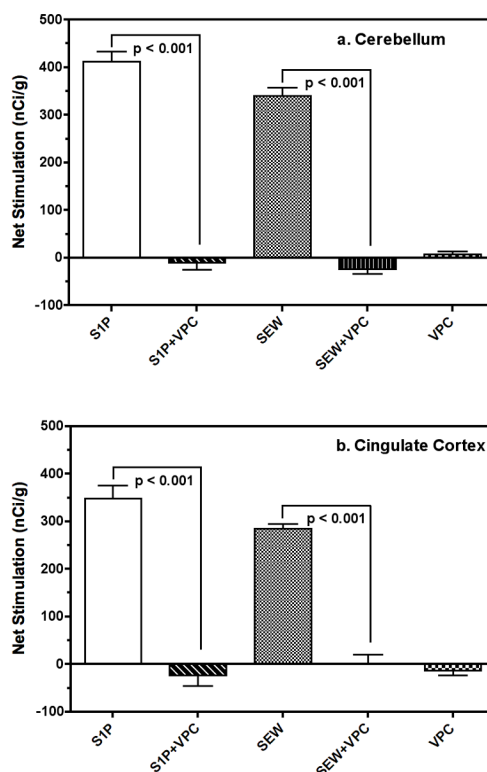 a. Cerebellum
Net Stimulation (nCi/g)
500
400
300
200
100
0
-100
p < 0.001
p < 0.001
S1P
S1P+VPC
SEW
SEW+VPC
VPC
b. Cingulate Cortex
Net Stimulation (nCi/g)
500
400
300
200
100
0
-100
p < 0.001
p < 0.001
S1P
S1P+VPC
SEW
SEW+VPC
VPC